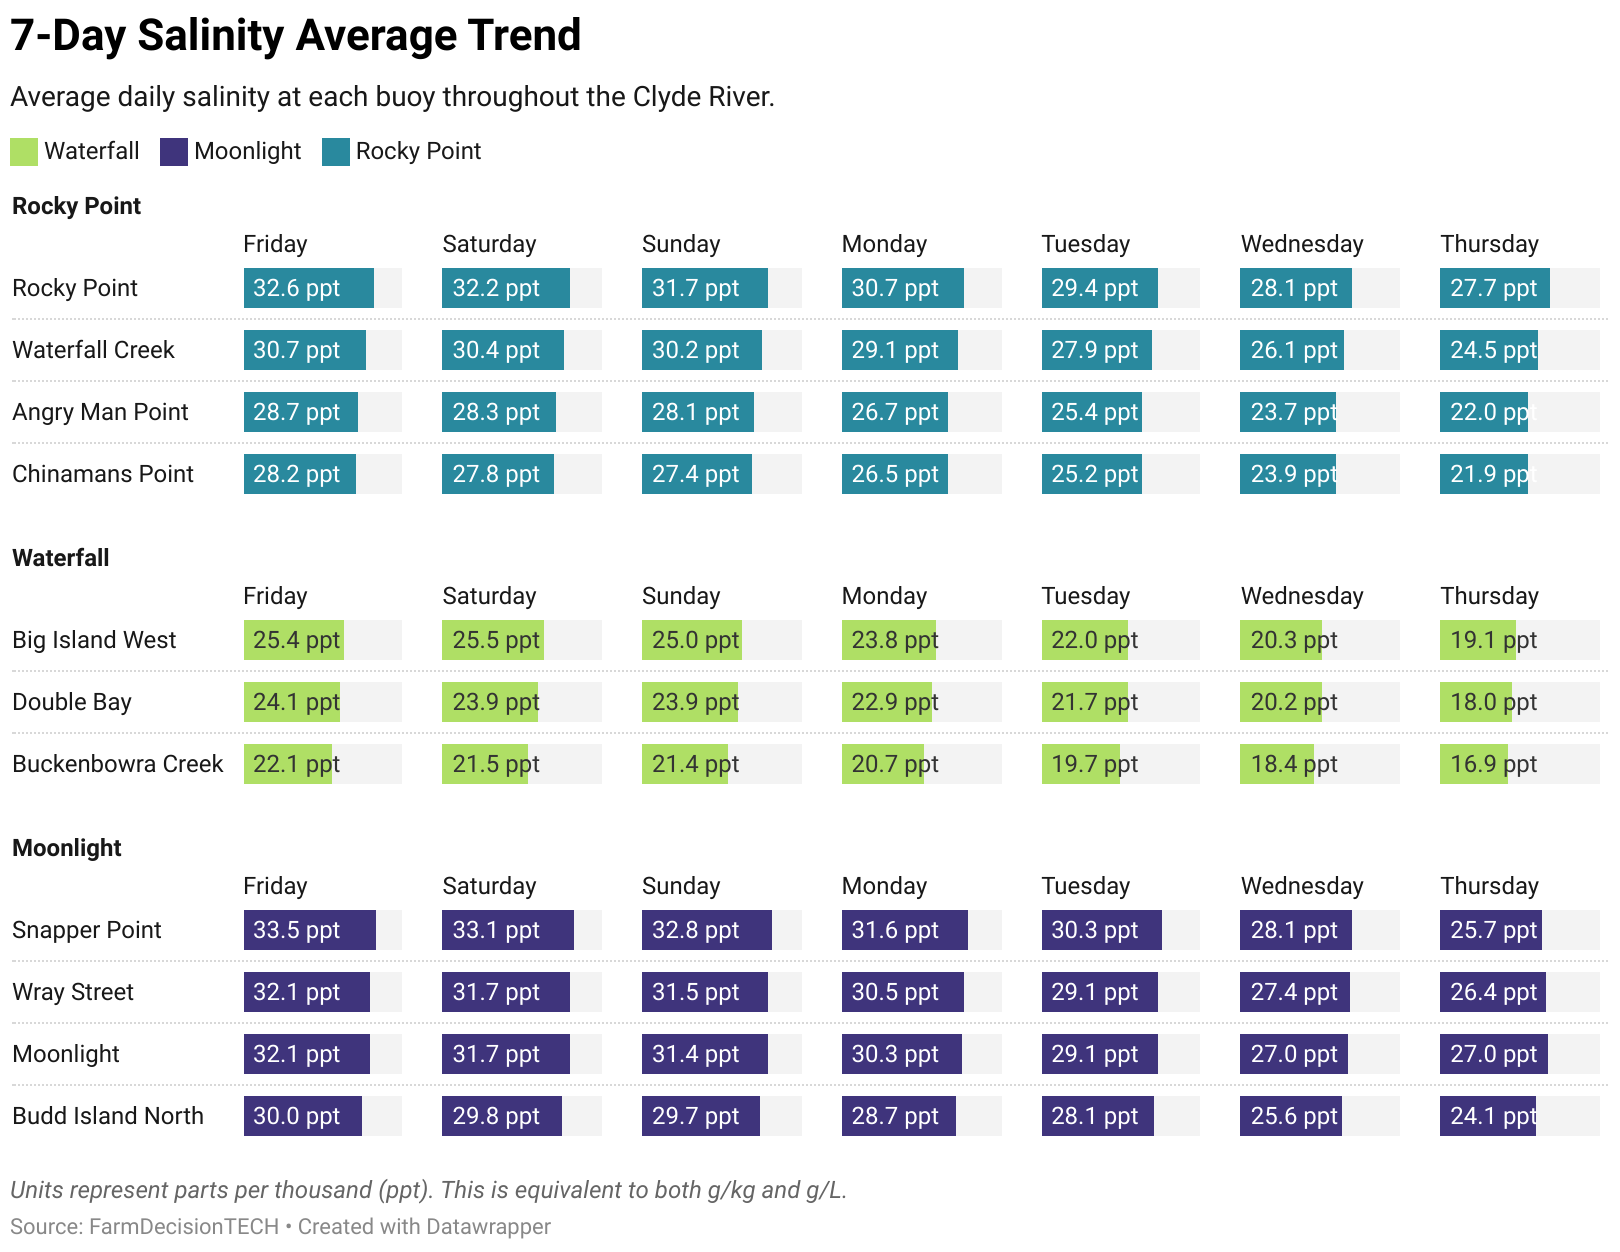 7-Day Salinity Average Trend
Average daily salinity at each buoy throughout the Clyde River.
Waterfall Moonlight Rocky Point
Rocky Point
Friday Saturday Sunday Monday Tuesday Wednesday Thursday
Rocky Point 32.6 ppt 32.2 ppt 31.7 ppt 30.7 ppt 29.4 ppt 28.1 ppt 27.7 ppt
Waterfall Creek 30.7 ppt 30.4 ppt 30.2 ppt 29.1 ppt 27.9 ppt 26.1 ppt 24.5 ppt
Angry Man Point 28.7 ppt 28.3 ppt 28.1 ppt 26.7 ppt 25.4 ppt 23.7 ppt 22.0 ppt
Chinamans Point 28.2 ppt 27.8 ppt 27.4 ppt 26.5 ppt 25.2 ppt 23.9 ppt 21.9 ppt
Waterfall
Friday Saturday Sunday Monday Tuesday Wednesday Thursday
Big Island West 25.4 ppt 25.5 ppt 25.0 ppt 23.8 ppt 22.0 ppt 20.3 ppt 19.1 ppt
Double Bay 24.1 ppt 23.9 ppt 23.9 ppt 22.9 ppt 21.7 ppt 20.2 ppt 18.0 ppt
Buckenbowra Creek 22.1 ppt 21.5 ppt 21.4 ppt 20.7 ppt 19.7 ppt 18.4 ppt 16.9 ppt
Moonlight
Friday Saturday Sunday Monday Tuesday Wednesday Thursday
Snapper Point 33.5 ppt 33.1 ppt 32.8 ppt 31.6 ppt 30.3 ppt 28.1 ppt 25.7 ppt
Wray Street 32.1 ppt 31.7 ppt 31.5 ppt 30.5 ppt 29.1 ppt 27.4 ppt 26.4 ppt
Moonlight 32.1 ppt 31.7 ppt 31.4 ppt 30.3 ppt 29.1 ppt 27.0 ppt 27.0 ppt
Budd Island North 30.0 ppt 29.8 ppt 29.7 ppt 28.7 ppt 28.1 ppt 25.6 ppt 24.1 ppt
Units represent parts per thousand (ppt). This is equivalent to both g/kg and g/L.
Source: FarmDecisionTECH • Created with Datawrapper